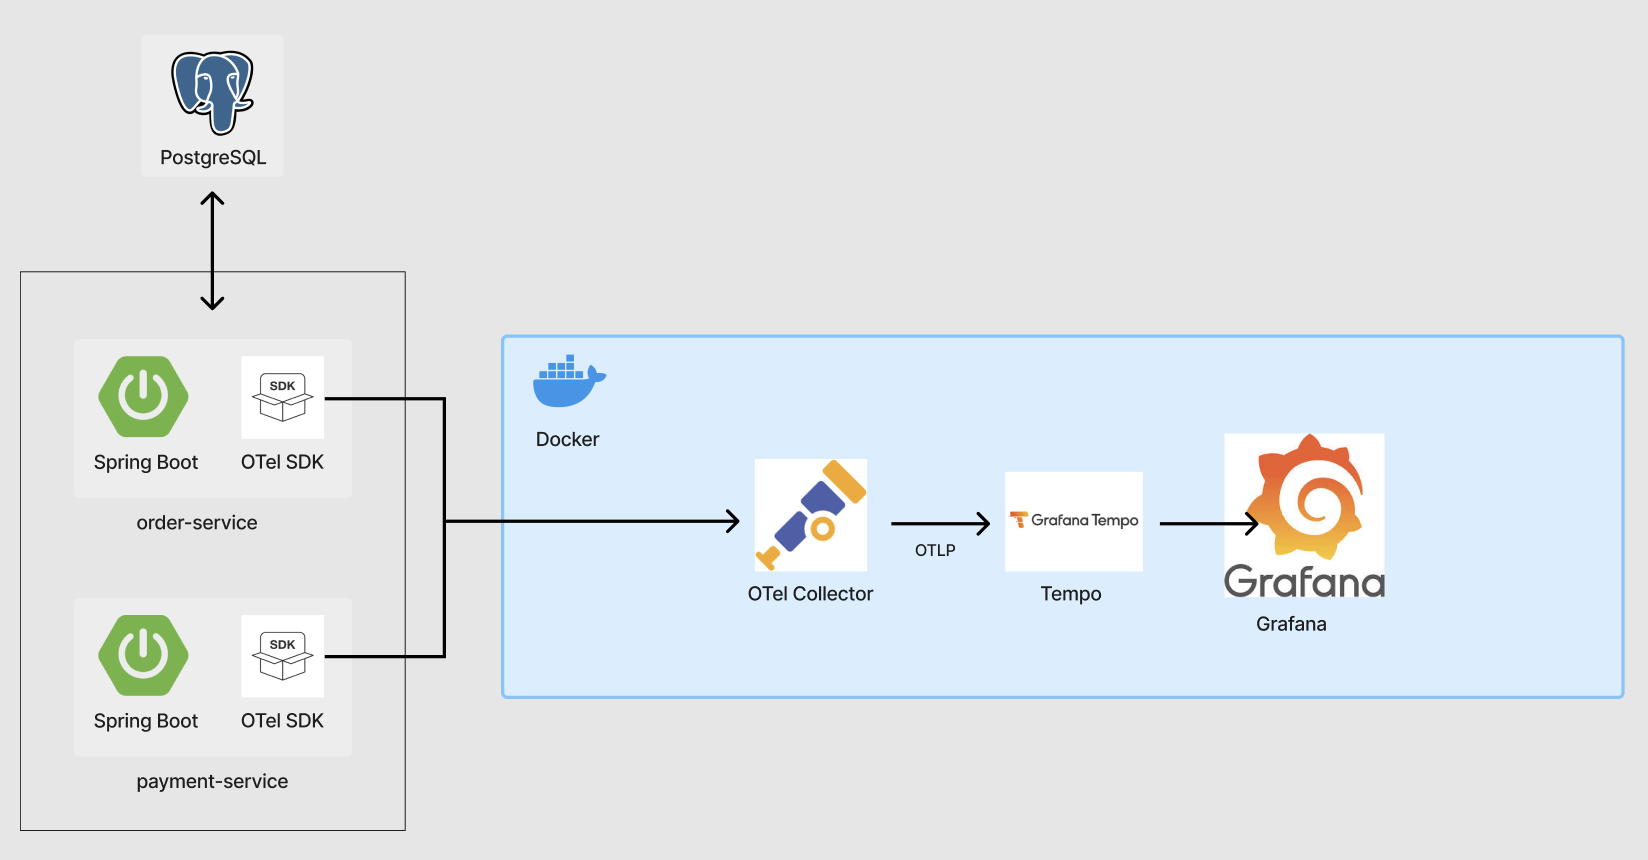 PostgreSQL
SDK
Spring Boot
OTel SDK
order-service
SDK
Spring Boot
OTel SDK
payment-service
Docker
OTel Collector
OTLP
Grafana Tempo
Tempo
Grafana
Grafana